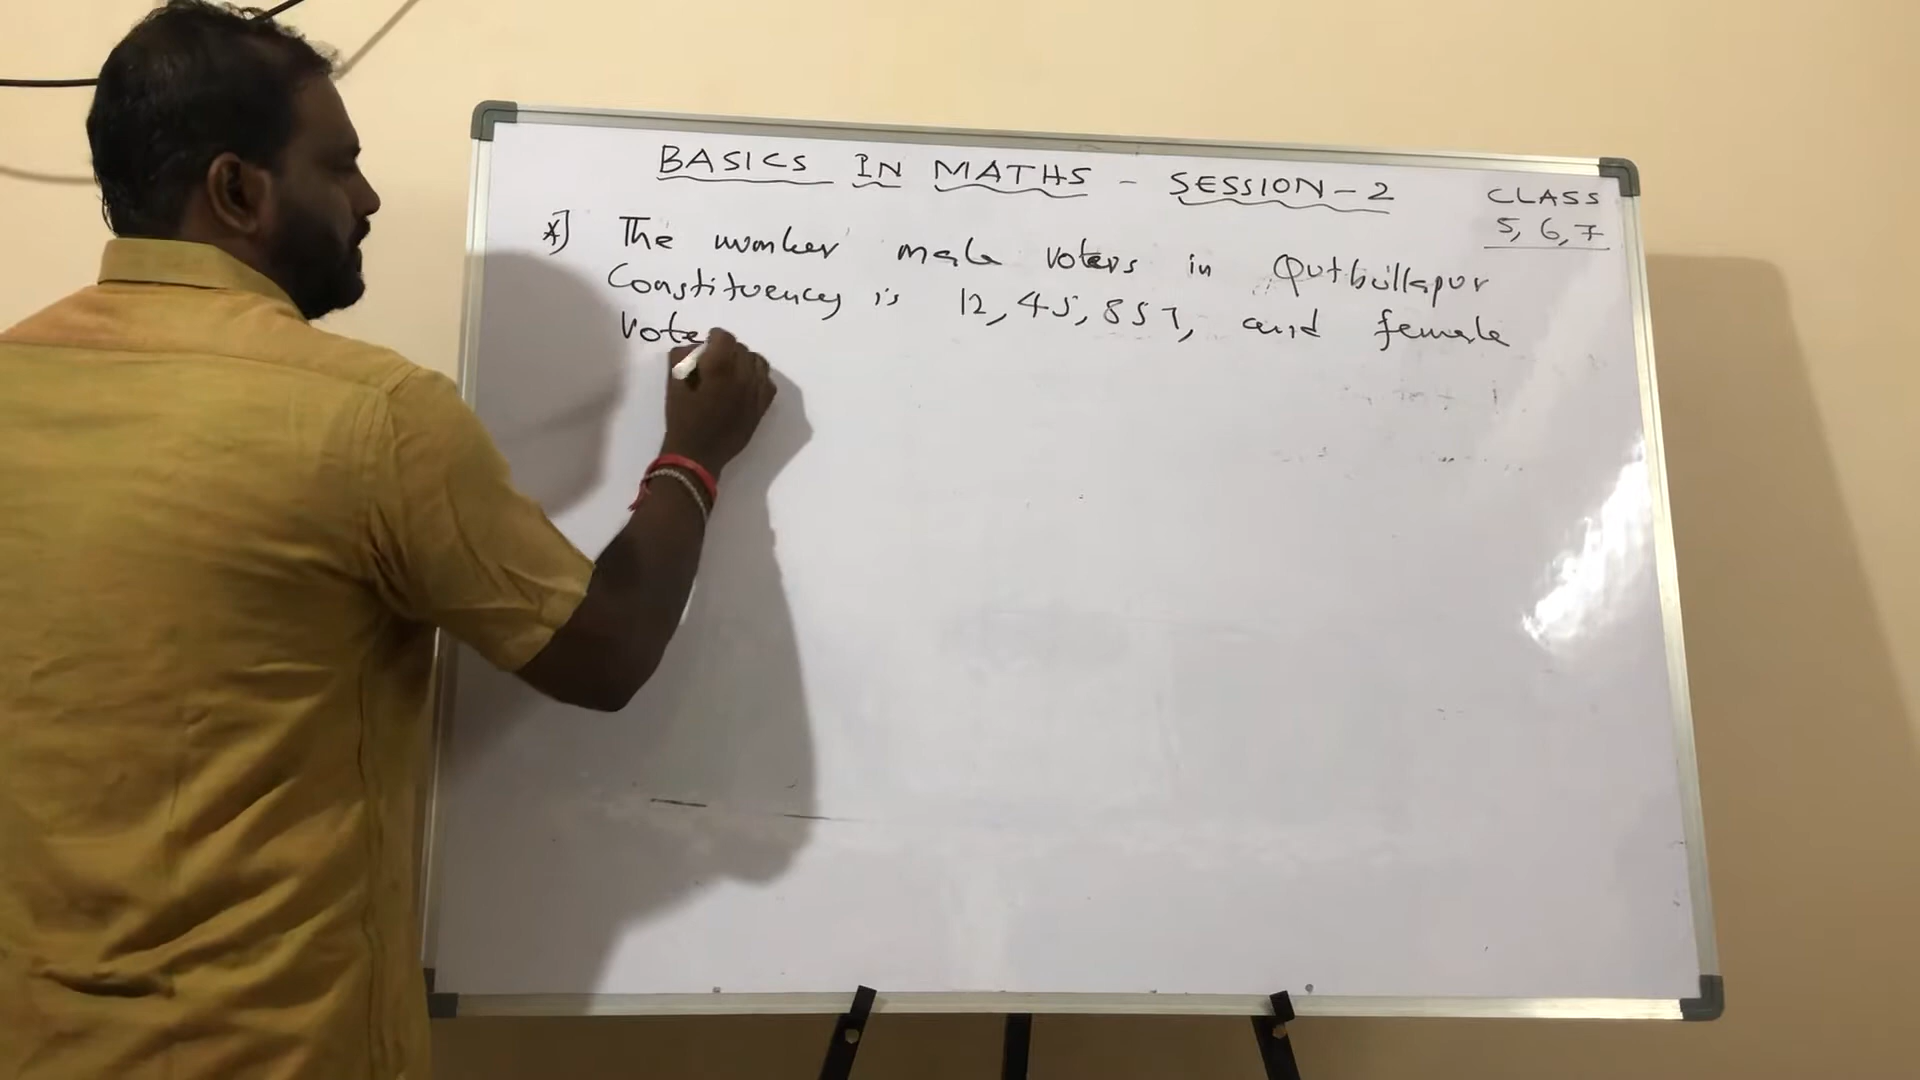 BASICS IN MATHS - SESSION - 2
CLASS
5, 6, 7
*] The number male voters in Qutbullapur
Constituency is 12, 45, 857, and female
Vote